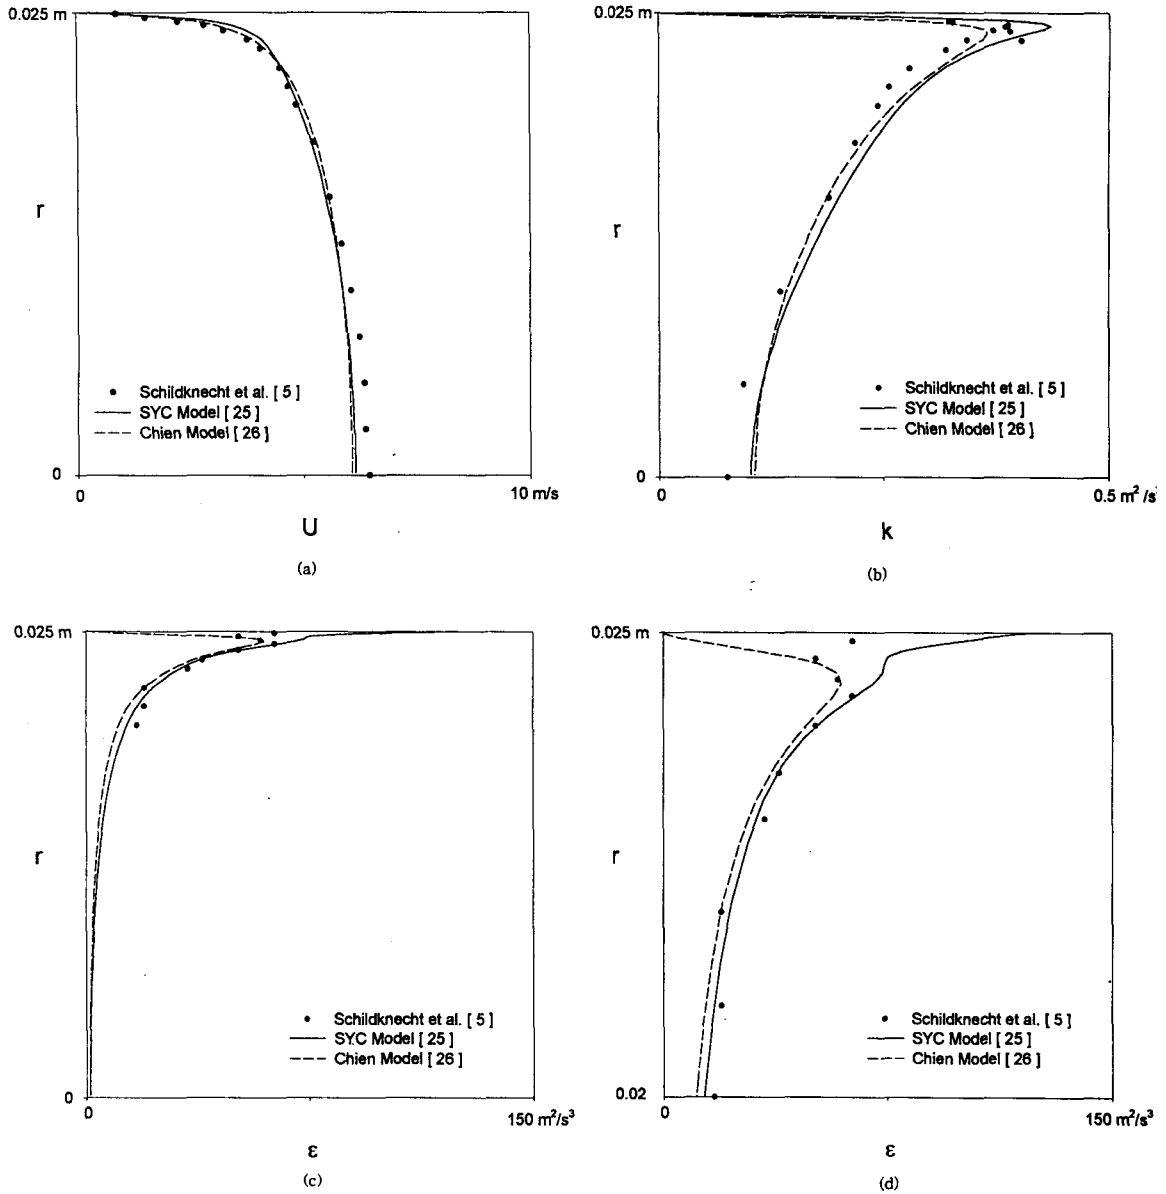 0.025 m
r
Schildknecht et al. [ 5 ]
SYC Model [ 25 ]
Chien Model [ 26 ]
0
0
10 m/s
U
(a)
0.025 m
r
Schildknecht et al. [ 5 ]
SYC Model [ 25 ]
Chien Model [ 26 ]
0
0
0.5 m²/s³
k
(b)
0.025 m
r
Schildknecht et al. [ 5 ]
SYC Model [ 25 ]
Chien Model [ 26 ]
0
0
150 m²/s³
ε
(c)
0.025 m
r
Schildknecht et al. [ 5 ]
SYC Model [ 25 ]
Chien Model [ 26 ]
0.02
0
150 m²/s³
ε
(d)